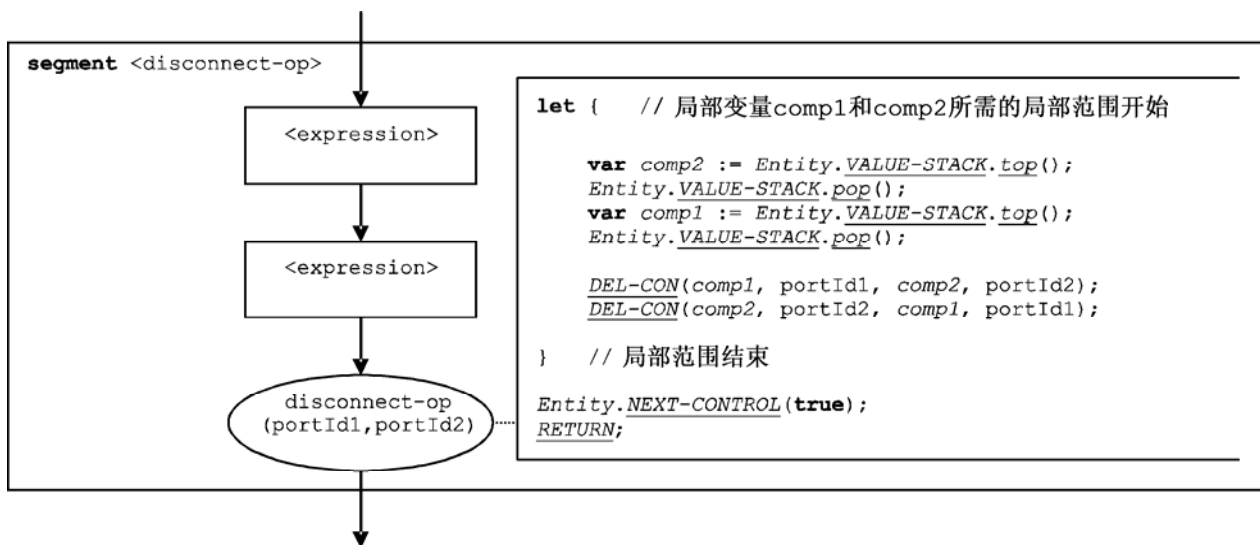 segment <disconnect-op>
<expression>
<expression>
disconnect-op
(portId1,portId2)
let {   // 局部变量comp1和comp2所需的局部范围开始
var comp2 := Entity.VALUE-STACK.top();
Entity.VALUE-STACK.pop();
var comp1 := Entity.VALUE-STACK.top();
Entity.VALUE-STACK.pop();
DEL-CON(comp1, portId1, comp2, portId2);
DEL-CON(comp2, portId2, comp1, portId1);
}   // 局部范围结束
Entity.NEXT-CONTROL(true);
RETURN;